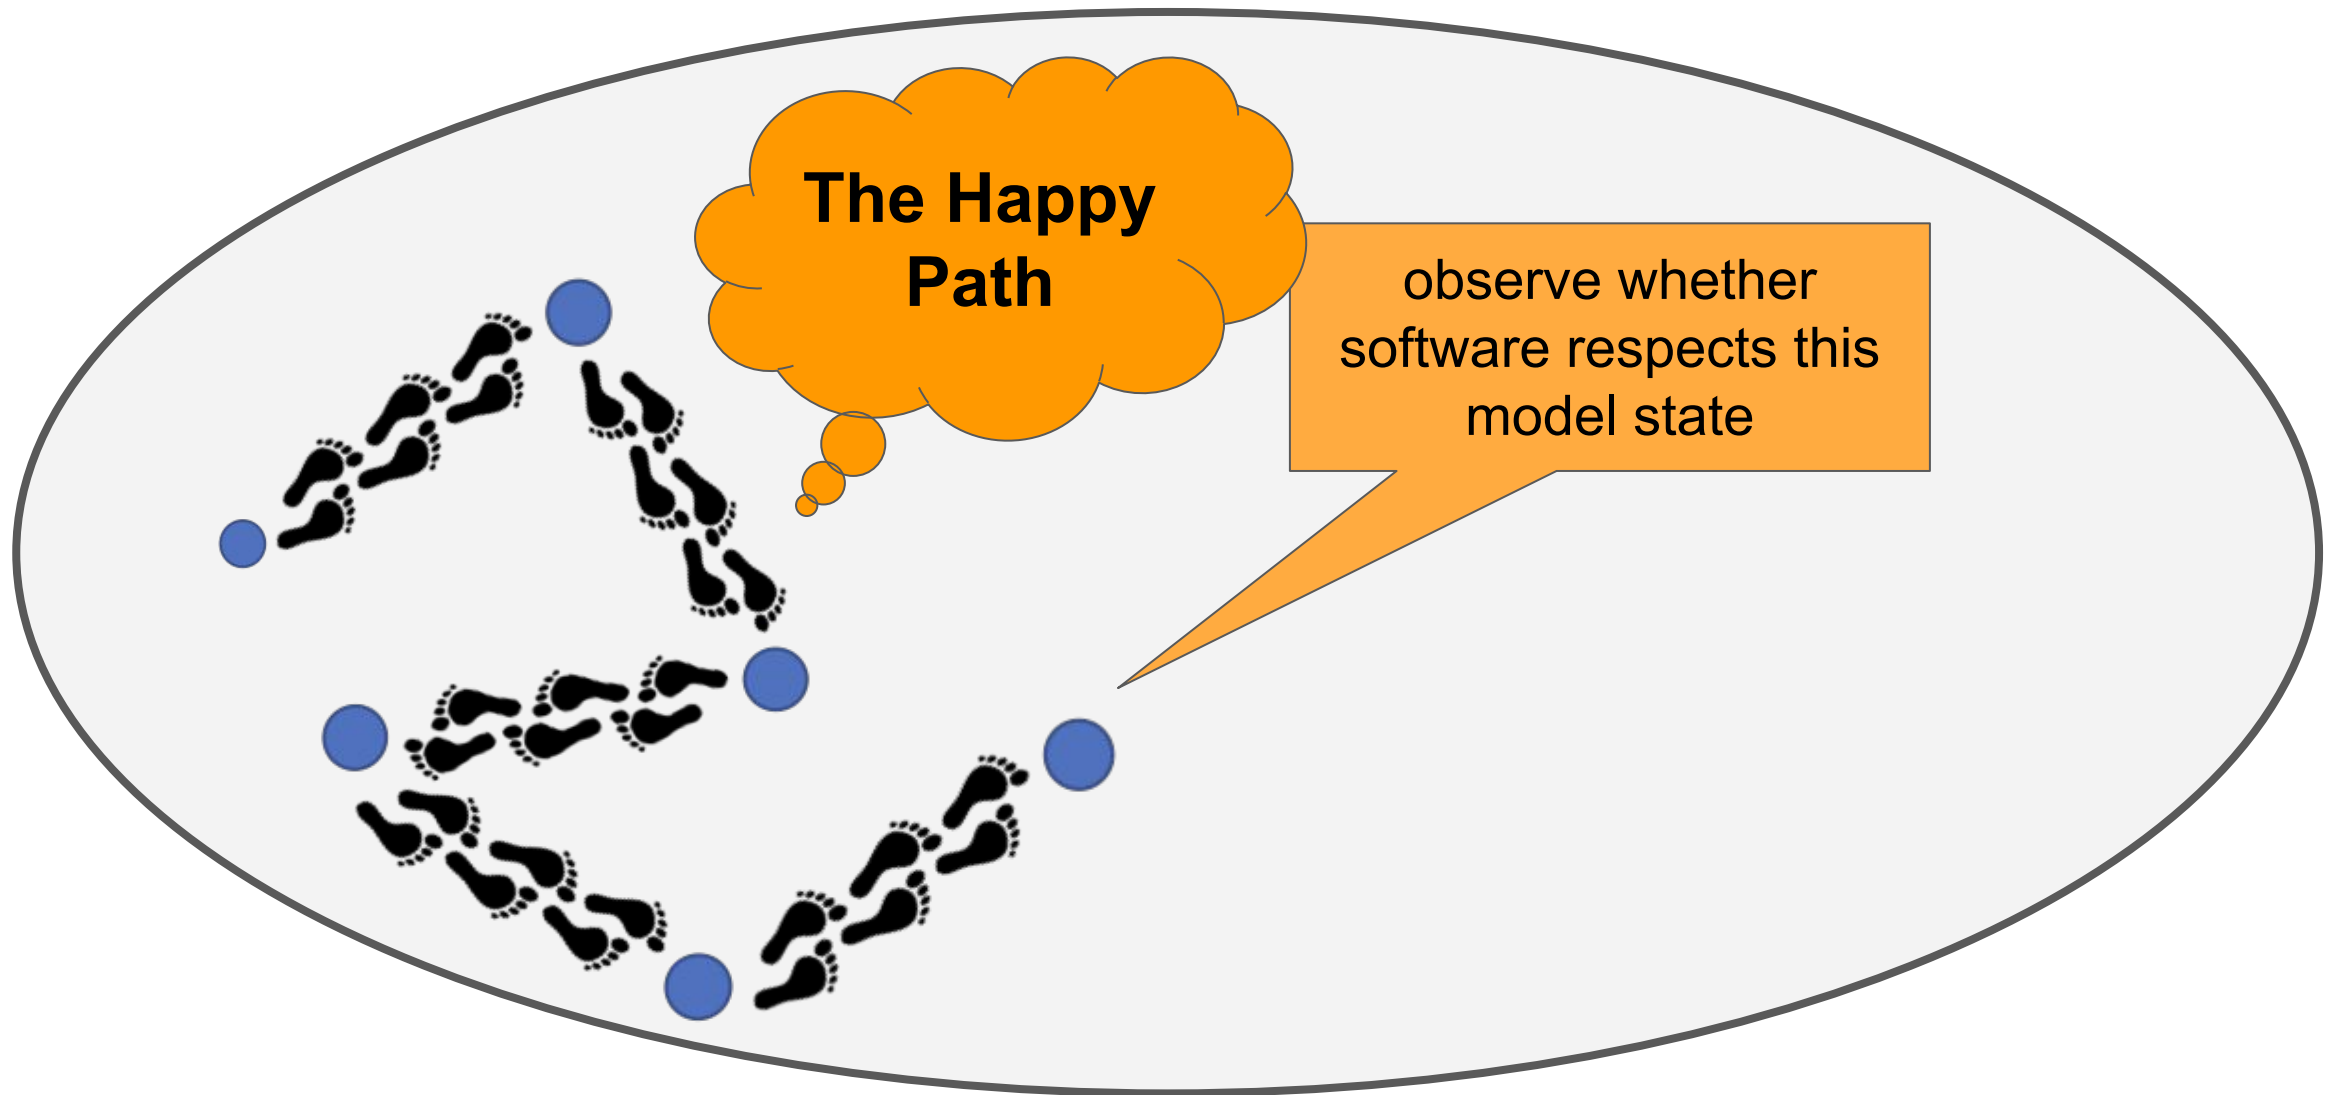 The Happy
Path
observe whether
software respects this
model state